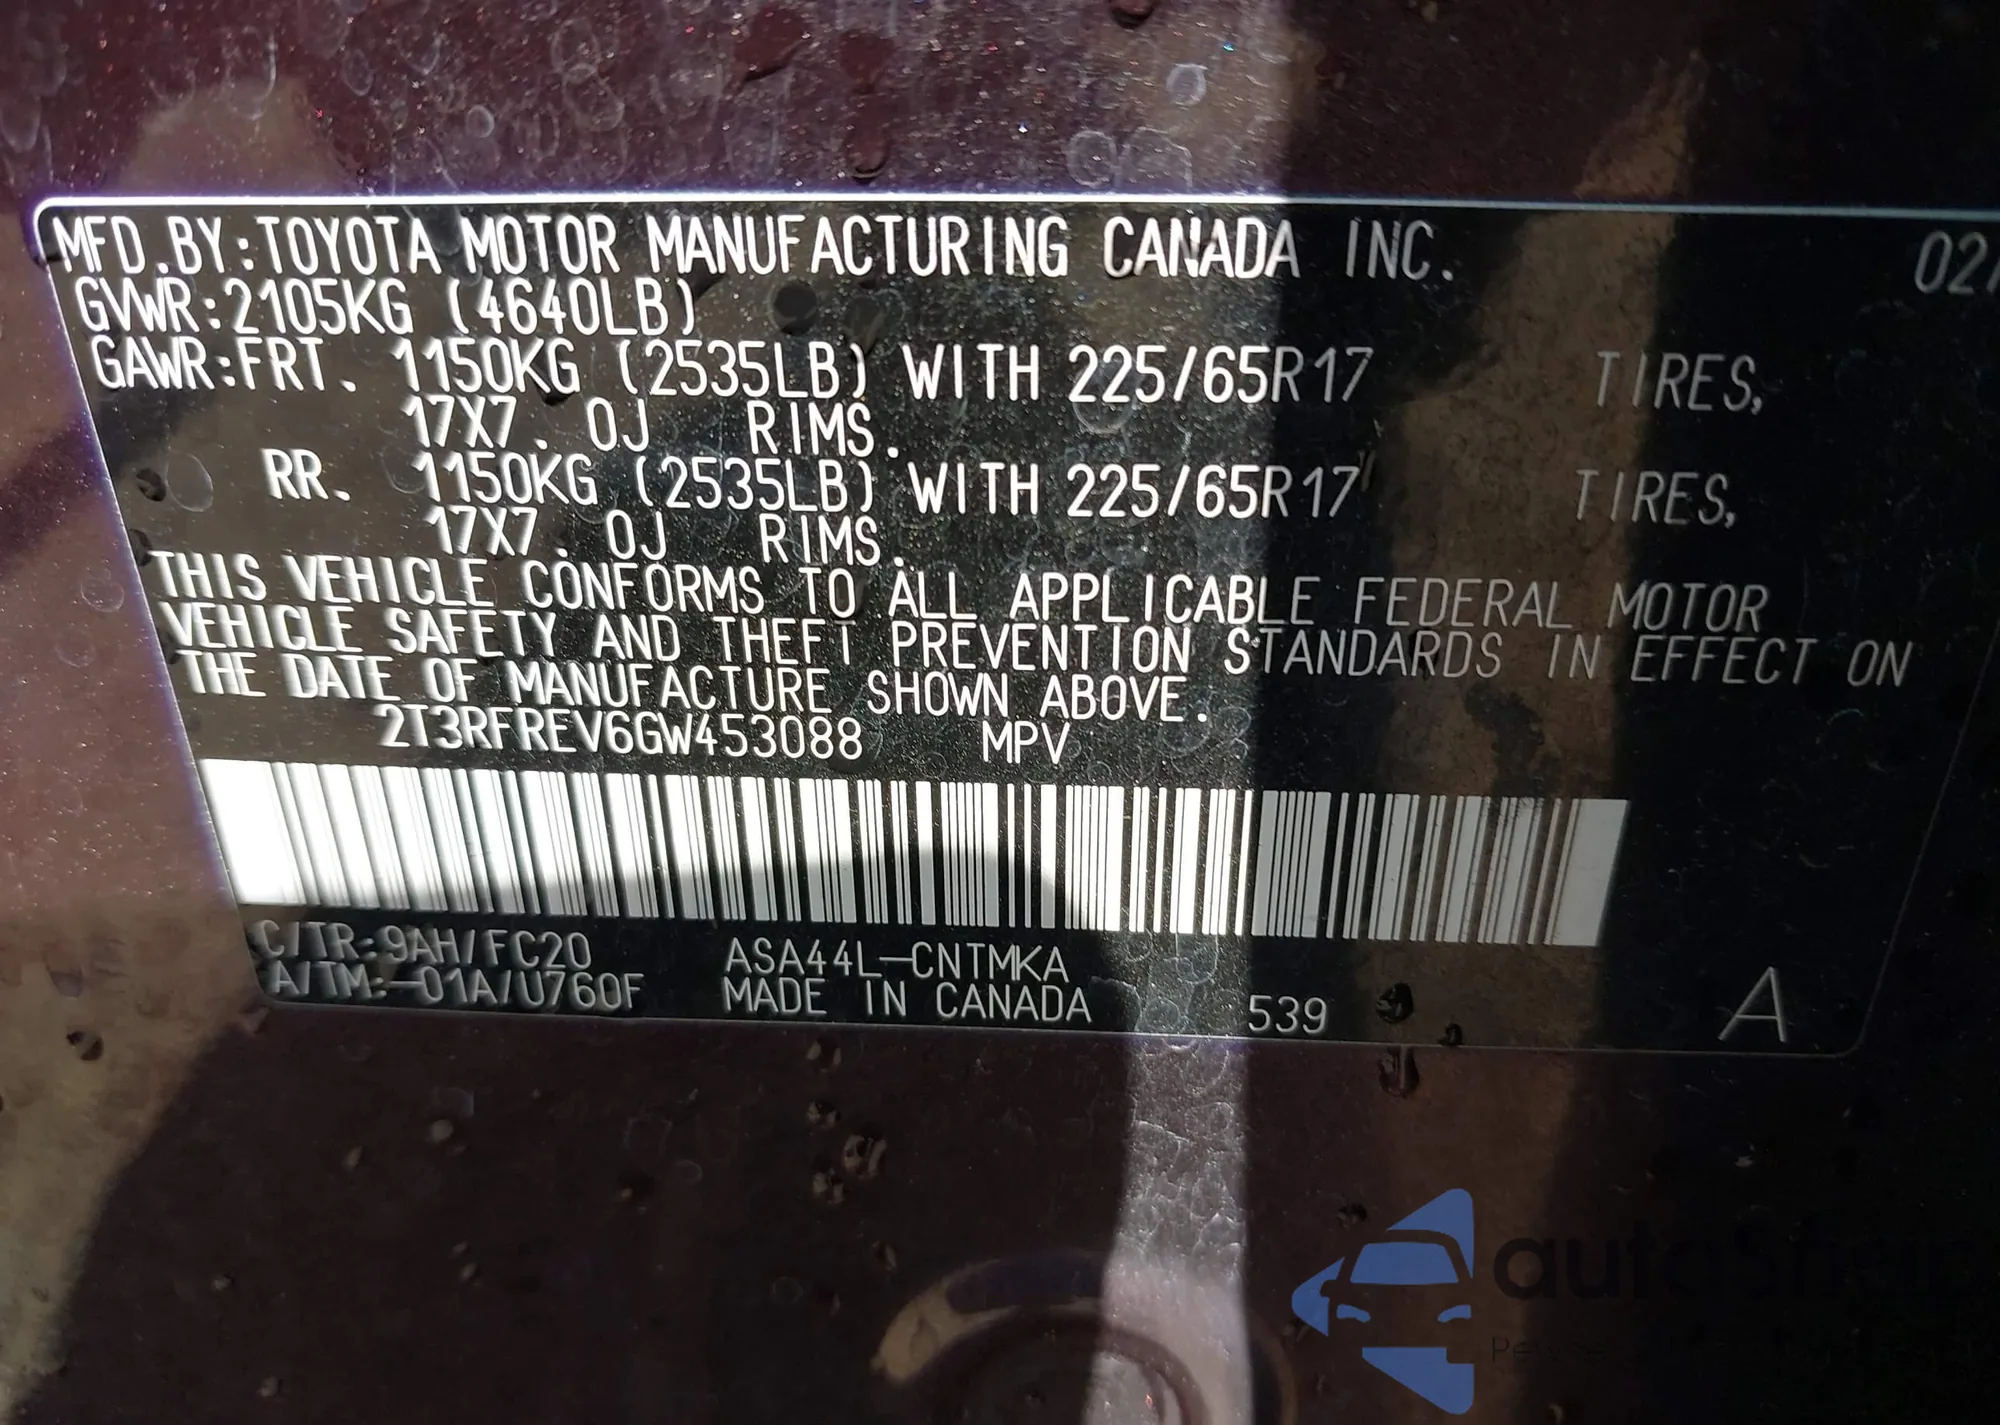 MFD.BY:TOYOTA MOTOR MANUFACTURING CANADA INC. 02/
GVWR:2105KG (4640LB)
GAWR:FRT. 1150KG (2535LB) WITH 225/65R17 TIRES,
17X7.0J RIMS.
RR. 1150KG (2535LB) WITH 225/65R17 TIRES,
17X7.0J RIMS.
THIS VEHICLE CONFORMS TO ALL APPLICABLE FEDERAL MOTOR
VEHICLE SAFETY AND THEFT PREVENTION STANDARDS IN EFFECT ON
THE DATE OF MANUFACTURE SHOWN ABOVE.
2T3RFREV6GW453088 MPV
C/TR:9AH/FC20 ASA44L-CNTMKA
A/TM:-01A/U760F MADE IN CANADA 539 A